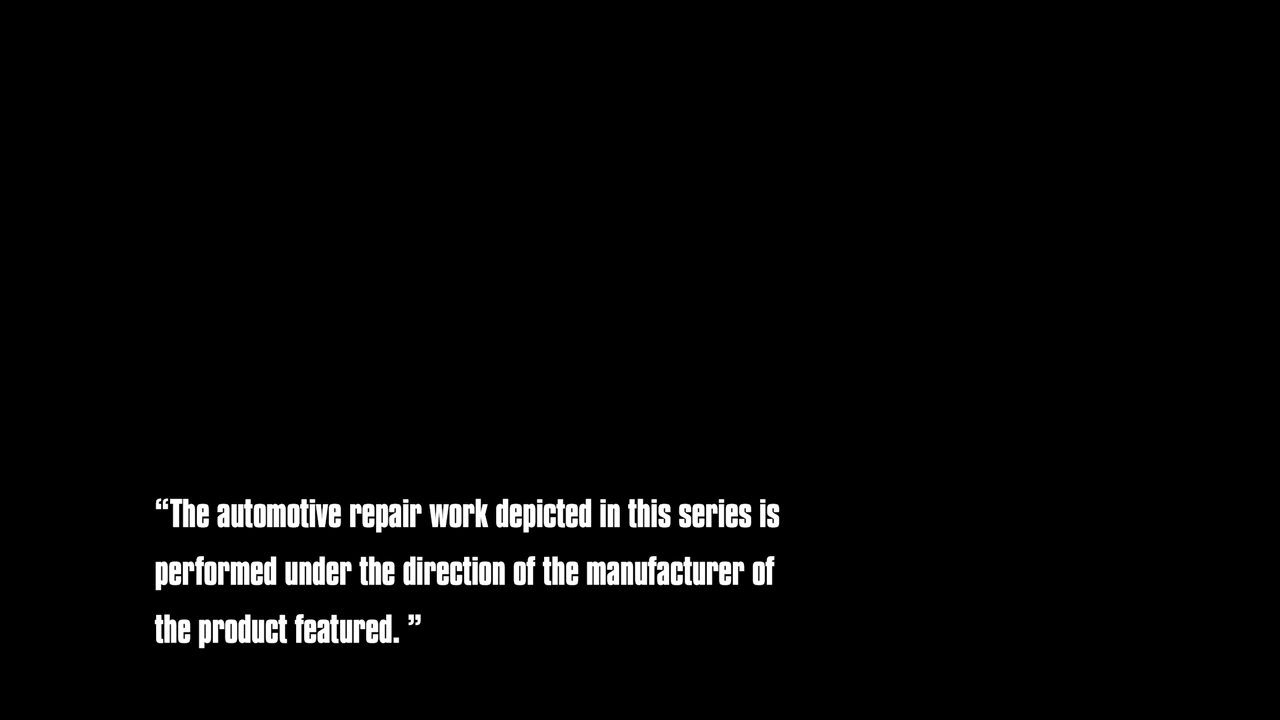 “The automotive repair work depicted in this series is
performed under the direction of the manufacturer of
the product featured. ”